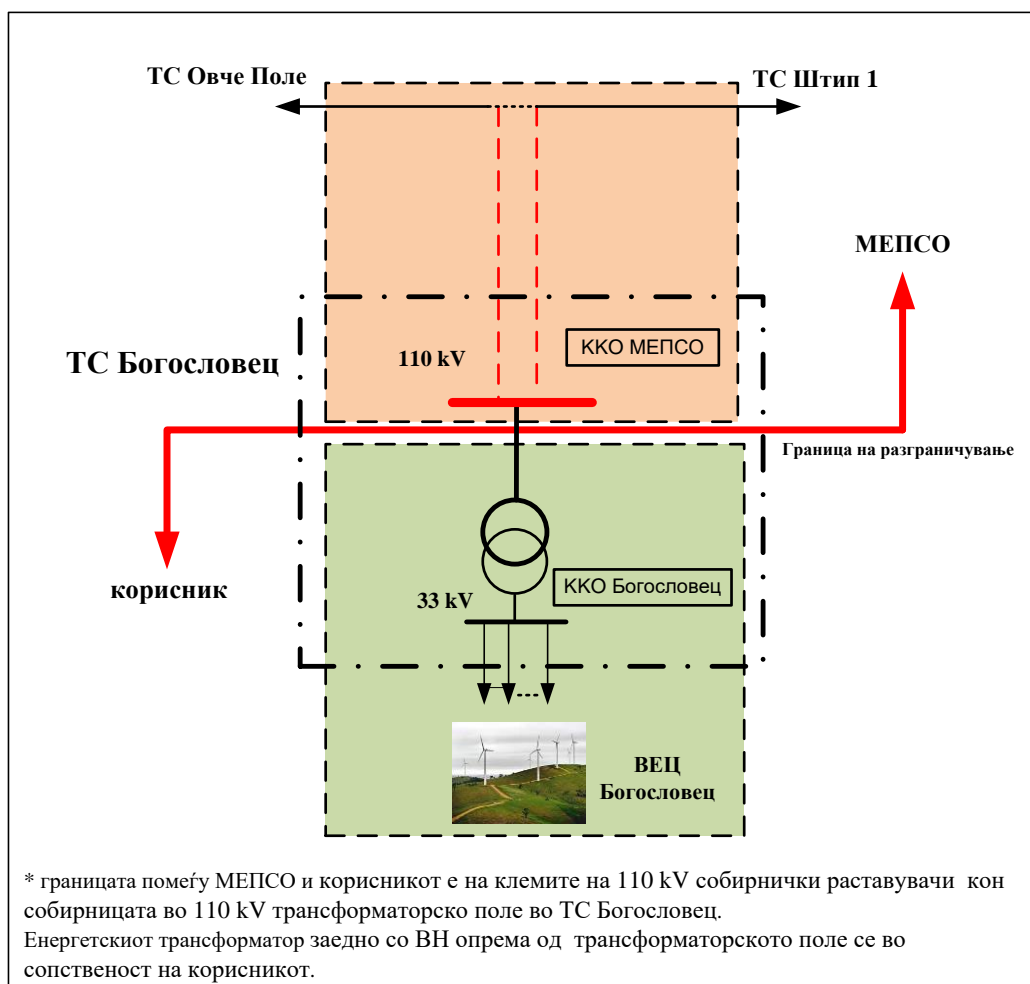 ТС Овче Поле
ТС Штип 1
МЕПСО
ККО МЕПСО
110 kV
ТС Богословец
Граница на разграничување
корисник
ККО Богословец
33 kV
ВЕЦ
Богословец
* границата помеѓу МЕПСО и корисникот е на клемите на 110 kV собирнички раставувачи кон
собирницата во 110 kV трансформаторско поле во ТС Богословец.
Енергетскиот трансформатор заедно со ВН опрема од трансформаторското поле се во
сопственост на корисникот.